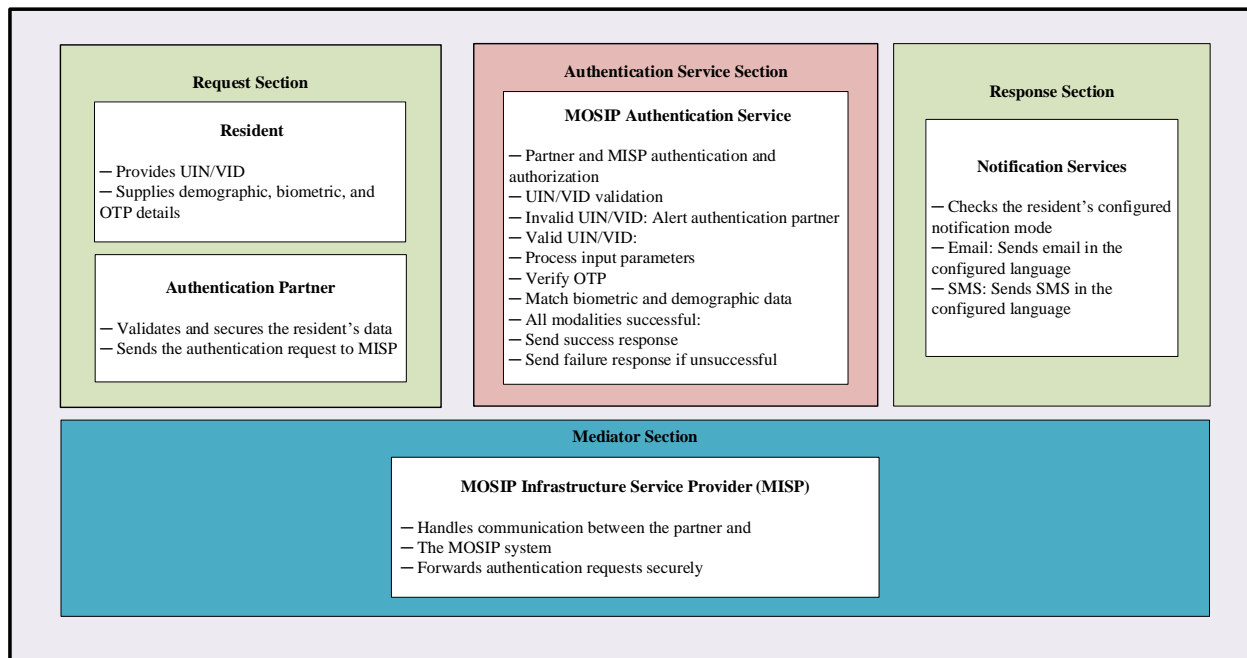 Request Section
Resident
─ Provides UIN/VID
─ Supplies demographic, biometric, and
OTP details
Authentication Partner
─ Validates and secures the resident’s data
─ Sends the authentication request to MISP
Authentication Service Section
MOSIP Authentication Service
─ Partner and MISP authentication and
authorization
─ UIN/VID validation
─ Invalid UIN/VID: Alert authentication partner
─ Valid UIN/VID:
─ Process input parameters
─ Verify OTP
─ Match biometric and demographic data
─ All modalities successful:
─ Send success response
─ Send failure response if unsuccessful
Response Section
Notification Services
─ Checks the resident’s configured
notification mode
─ Email: Sends email in the
configured language
─ SMS: Sends SMS in the
configured language
Mediator Section
MOSIP Infrastructure Service Provider (MISP)
─ Handles communication between the partner and
─ The MOSIP system
─ Forwards authentication requests securely